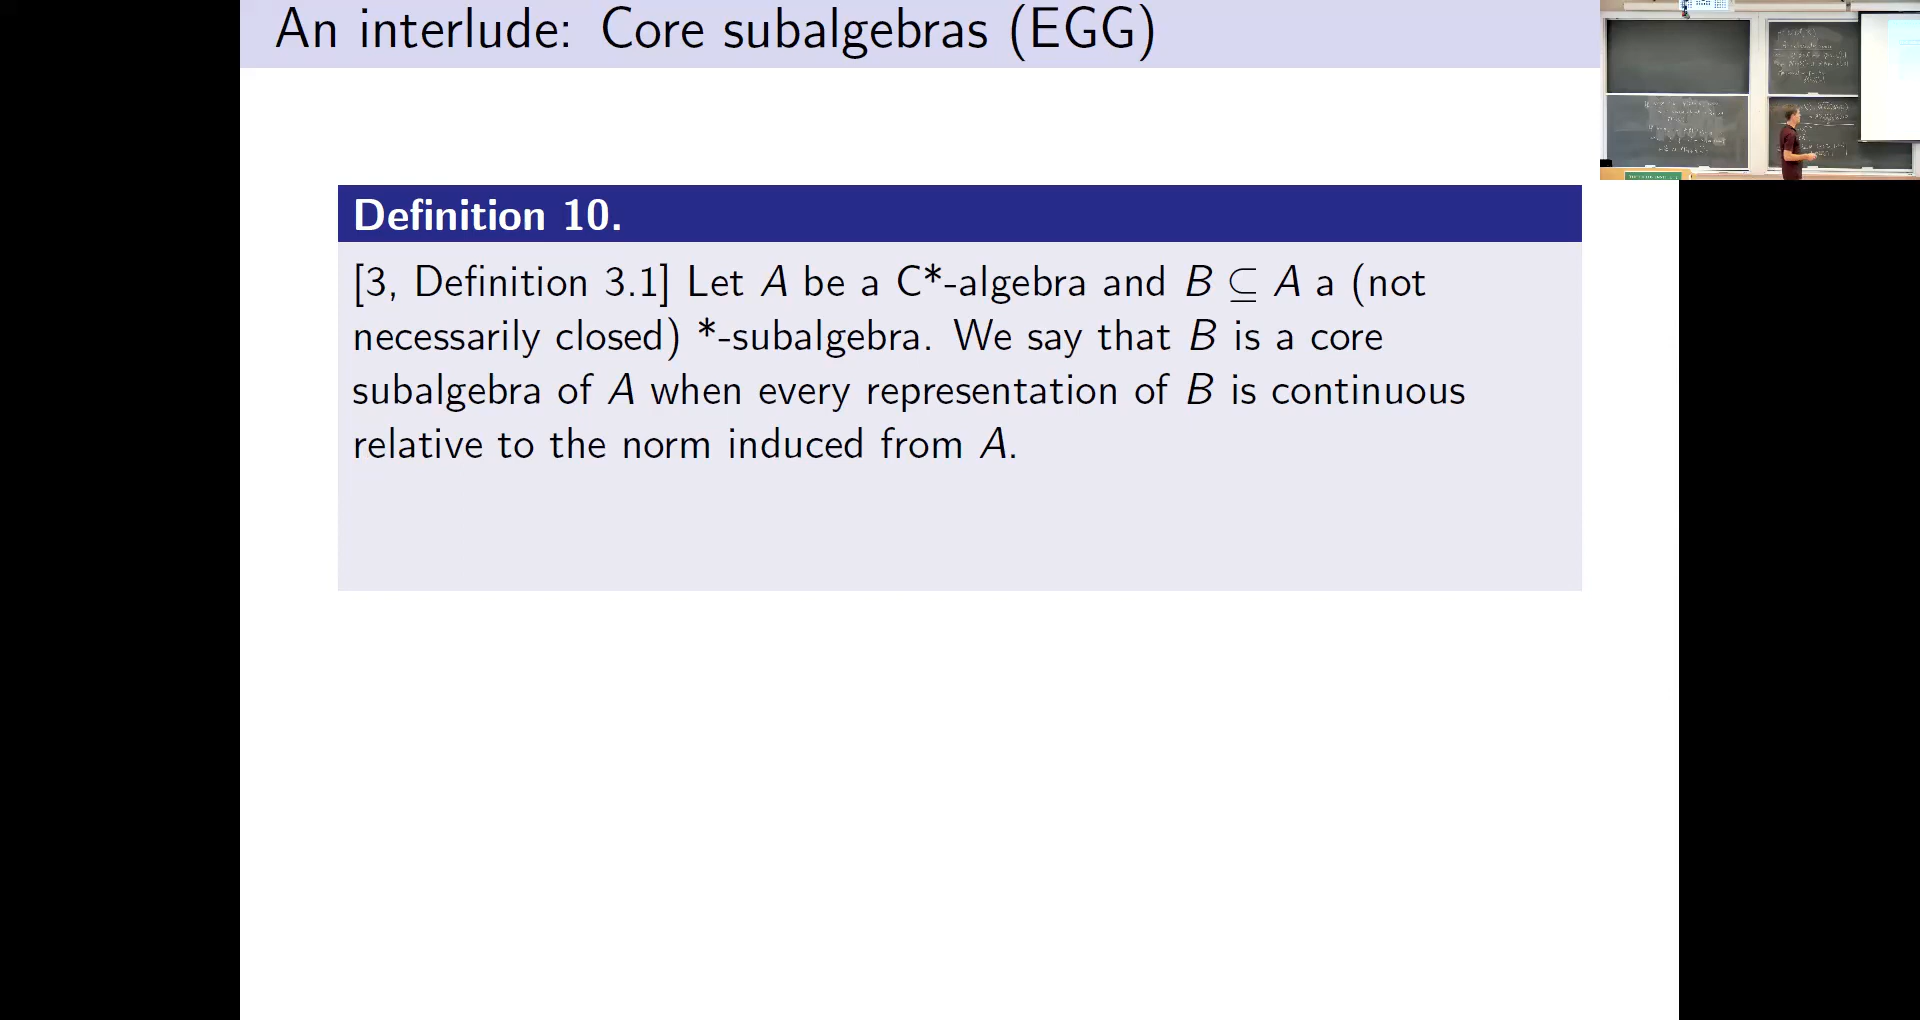 An interlude: Core subalgebras (EGG)
Definition 10.
[3, Definition 3.1] Let A be a C*-algebra and B ⊆ A a (not
necessarily closed) *-subalgebra. We say that B is a core
subalgebra of A when every representation of B is continuous
relative to the norm induced from A.